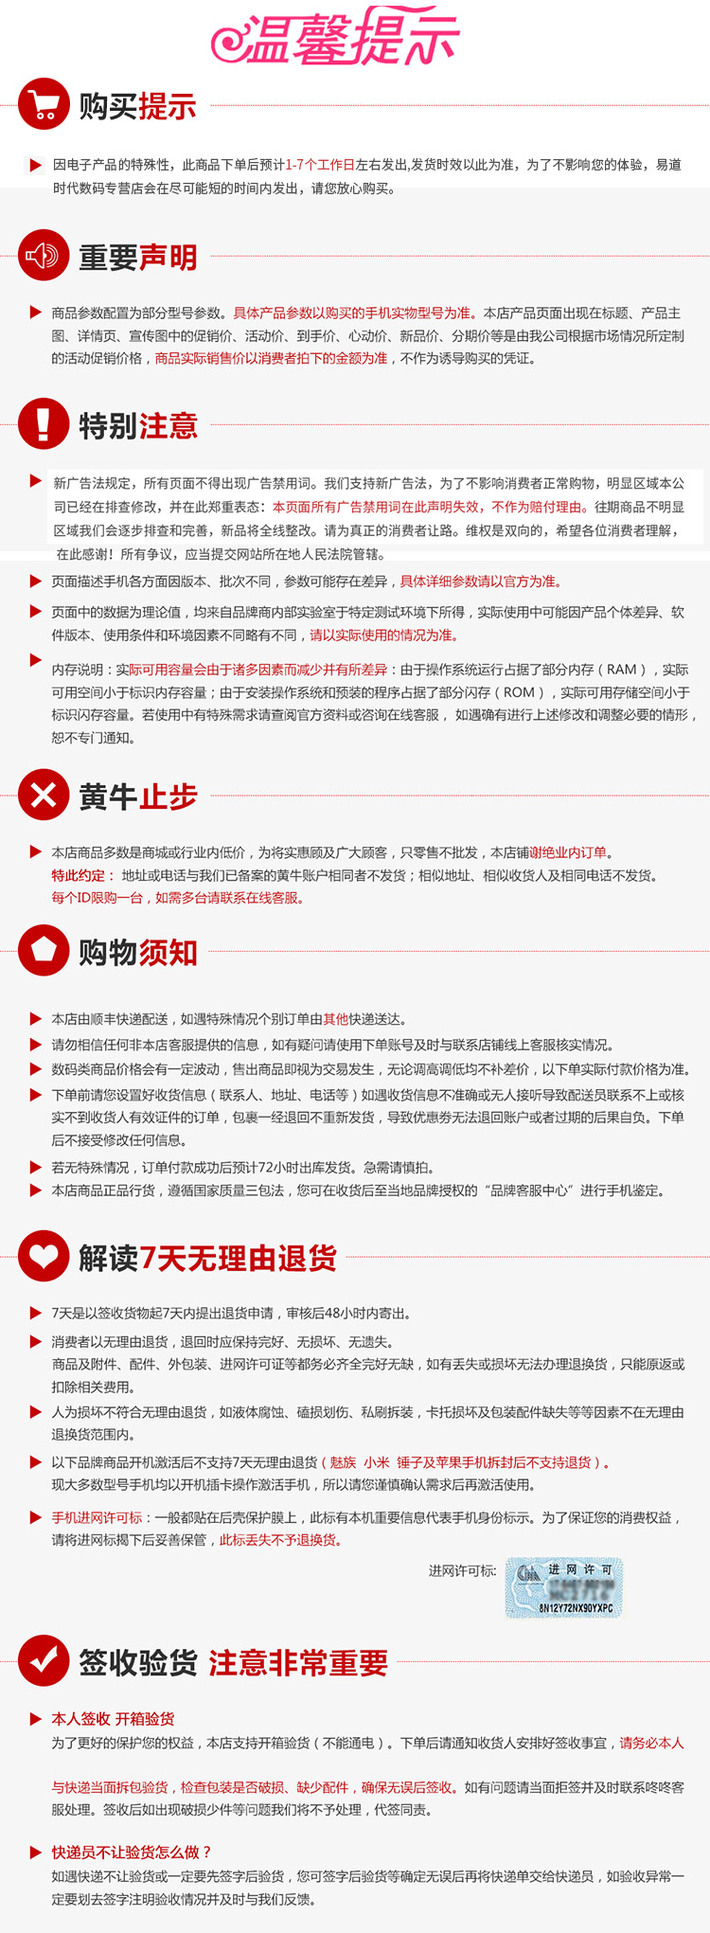 温馨提示
购买提示
因电子产品的特殊性，此商品下单后预计1-7个工作日左右发出,发货时效以此为准，为了不影响您的体验，易道
时代数码专营店会在尽可能短的时间内发出，请您放心购买。
重要声明
商品参数配置为部分型号参数。具体产品参数以购买的手机实物型号为准。本店产品页面出现在标题、产品主
图、详情页、宣传图中的促销价、活动价、到手价、心动价、新品价、分期价等是由我公司根据市场情况所定制
的活动促销价格，商品实际销售价以消费者拍下的金额为准，不作为诱导购买的凭证。
特别注意
新广告法规定，所有页面不得出现广告禁用词。我们支持新广告法，为了不影响消费者正常购物，明显区域本公
司已经在排查修改，并在此郑重表态：本页面所有广告禁用词在此声明失效，不作为赔付理由。往期商品不明显
区域我们会逐步排查和完善，新品将全线整改。请为真正的消费者让路。维权是双向的，希望各位消费者理解，
在此感谢！所有争议，应当提交网站所在地人民法院管辖。
页面描述手机各方面因版本、批次不同，参数可能存在差异，具体详细参数请以官方为准。
页面中的数据为理论值，均来自品牌商内部实验室于特定测试环境下所得，实际使用中可能因产品个体差异、软
件版本、使用条件和环境因素不同略有不同，请以实际使用的情况为准。
内存说明：实际可用容量会由于诸多因素而减少并有所差异：由于操作系统运行占据了部分内存（RAM），实际
可用空间小于标识内存容量；由于安装操作系统和预装的程序占据了部分闪存（ROM），实际可用存储空间小于
标识闪存容量。若使用中有特殊需求请查阅官方资料或咨询在线客服，如遇确有进行上述修改和调整必要的情形，
恕不专门通知。
黄牛止步
本店商品多数是商城或行业内低价，为将实惠顾及广大顾客，只零售不批发，本店铺谢绝业内订单。
特此约定：地址或电话与我们已备案的黄牛账户相同者不发货；相似地址、相似收货人及相同电话不发货。
每个ID限购一台，如需多台请联系在线客服。
购物须知
本店由顺丰快递配送，如遇特殊情况个别订单由其他快递送达。
请勿相信任何非本店客服提供的信息，如有疑问请使用下单账号及时与联系店铺线上客服核实情况。
数码类商品价格会有一定波动，售出商品即视为交易发生，无论调高调低均不补差价，以下单实际付款价格为准。
下单前请您设置好收货信息（联系人、地址、电话等）如遇收货信息不准确或无人接听导致配送员联系不上或核
实不到收货人有效证件的订单，包裹一经退回不重新发货，导致优惠券无法退回账户或者过期的后果自负。下单
后不接受修改任何信息。
若无特殊情况，订单付款成功后预计72小时出库发货。急需请慎拍。
本店商品正品行货，遵循国家质量三包法，您可在收货后至当地品牌授权的“品牌客服中心”进行手机鉴定。
解读7天无理由退货
7天是以签收货物起7天内提出退货申请，审核后48小时内寄出。
消费者以无理由退货，退回时应保持完好、无损坏、无遗失。
商品及附件、配件、外包装、进网许可证等都务必齐全完好无缺，如有丢失或损坏无法办理退换货，只能原返或
扣除相关费用。
人为损坏不符合无理由退货，如液体腐蚀、磕损划伤、私刷拆装，卡托损坏及包装配件缺失等等因素不在无理由
退换货范围内。
以下品牌商品开机激活后不支持7天无理由退货（魅族 小米 锤子及苹果手机拆封后不支持退货）。
现大多数型号手机均以开机插卡操作激活手机，所以请您谨慎确认需求后再激活使用。
手机进网许可标：一般都贴在后壳保护膜上，此标有本机重要信息代表手机身份标示。为了保证您的消费权益，
请将进网标揭下后妥善保管，此标丢失不予退换货。
进网许可标:
进网许可
8N12Y72NX90YXPC
签收验货 注意非常重要
本人签收 开箱验货
为了更好的保护您的权益，本店支持开箱验货（不能通电）。下单后请通知收货人安排好签收事宜，请务必本人
与快递当面拆包验货，检查包装是否破损、缺少配件，确保无误后签收。如有问题请当面拒签并及时联系咚咚客
服处理。签收后如出现破损少件等问题我们将不予处理，代签同责。
快递员不让验货怎么做？
如遇快递不让验货或一定要先签字后验货，您可签字后验货等确定无误后再将快递单交给快递员，如验收异常一
定要划去签字注明验收情况并及时与我们反馈。